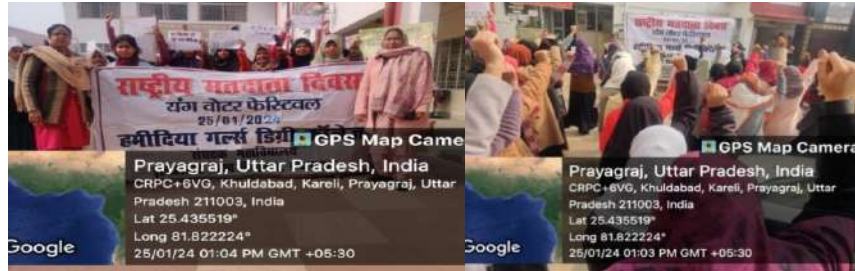 राष्ट्रीय मतदाता दिवस
यंग वोटर फेस्टिवल
25/01/2024
हमीदिया गर्ल्स डिग्री
GPS Map Came
Prayagraj, Uttar Pradesh, India
CRPC+6VG, Khuldabad, Kareli, Prayagraj, Uttar
Pradesh 211003, India
Lat 25.435519°
Long 81.822224°
25/01/24 01:04 PM GMT +05:30
Google
राष्ट्रीय मतदाता दिवस
GPS Map Camera
Prayagraj, Uttar Pradesh, India
CRPC+6VG, Khuldabad, Kareli, Prayagraj, Uttar
Pradesh 211003, India
Lat 25.435519°
Long 81.822224°
25/01/24 01:03 PM GMT +05:30
Google